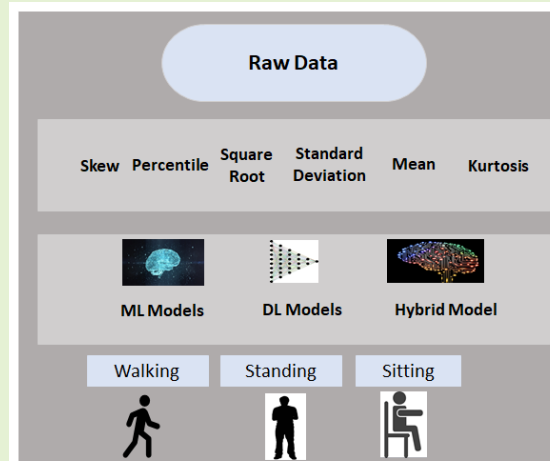 Raw Data
Skew Percentile Square Root Standard Deviation Mean Kurtosis
ML Models DL Models Hybrid Model
Walking Standing Sitting